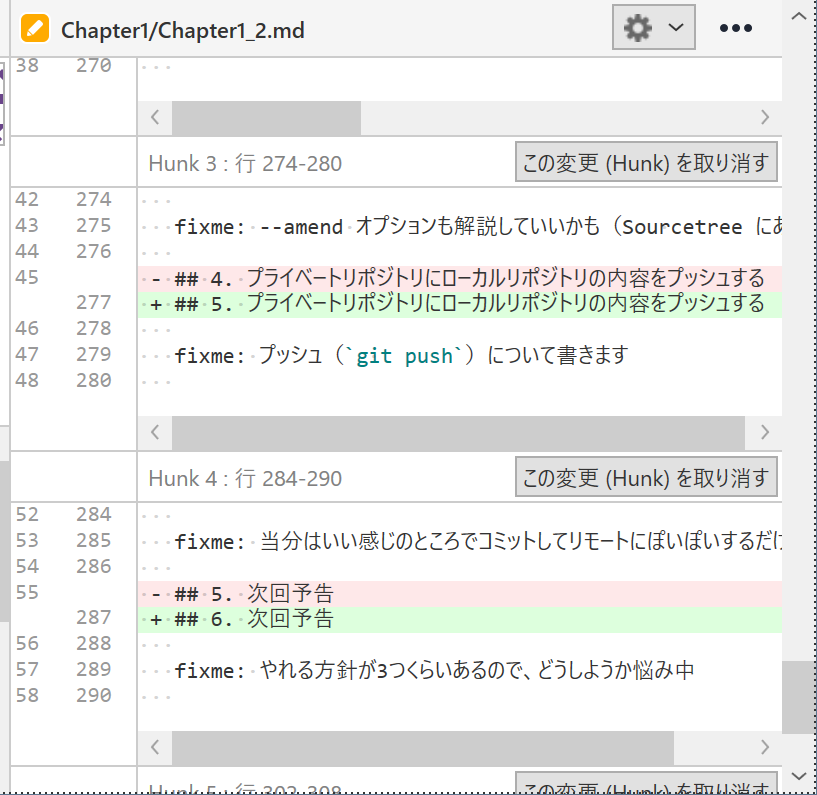 Chapter1/Chapter1_2.md
38 270
Hunk 3 : 行 274-280
この変更 (Hunk) を取り消す
42 274
43 275 fixme: --amend オプションも解説していいかも（Sourcetree に
44 276
45 - ## 4. プライベートリポジトリにローカルリポジトリの内容をプッシュする
277 + ## 5. プライベートリポジトリにローカルリポジトリの内容をプッシュする
46 278
47 279 fixme: プッシュ（`git push`）について書きます
48 280
Hunk 4 : 行 284-290
この変更 (Hunk) を取り消す
52 284
53 285 fixme: 当分はいい感じのところでコミットしてリモートにぽいぽいするだけ
54 286
55 - ## 5. 次回予告
287 + ## 6. 次回予告
56 288
57 289 fixme: やれる方針が3つくらいあるので、どうしようか悩み中
58 290
Hunk 5 : 行 302-308
この変更 (Hunk) を取り消す